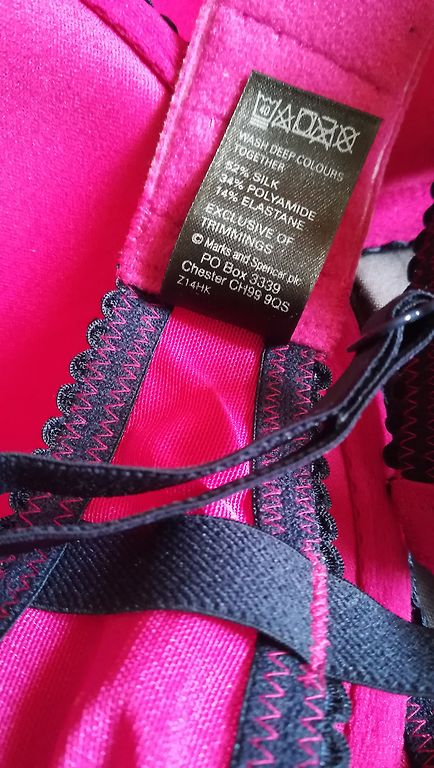 WASH DEEP COLOURS
TOGETHER
52% SILK
34% POLYAMIDE
14% ELASTANE
EXCLUSIVE OF
TRIMMINGS
© Marks and Spencer plc
PO Box 3339
Chester CH99 9QS
Z14HK